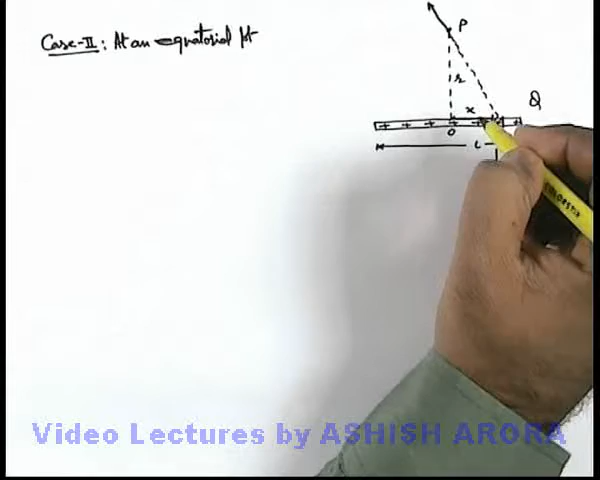 Case-II: At an equatorial pt
P
r
x
Q
+ + + + + + +
O
L
Video Lectures by ASHISH ARORA